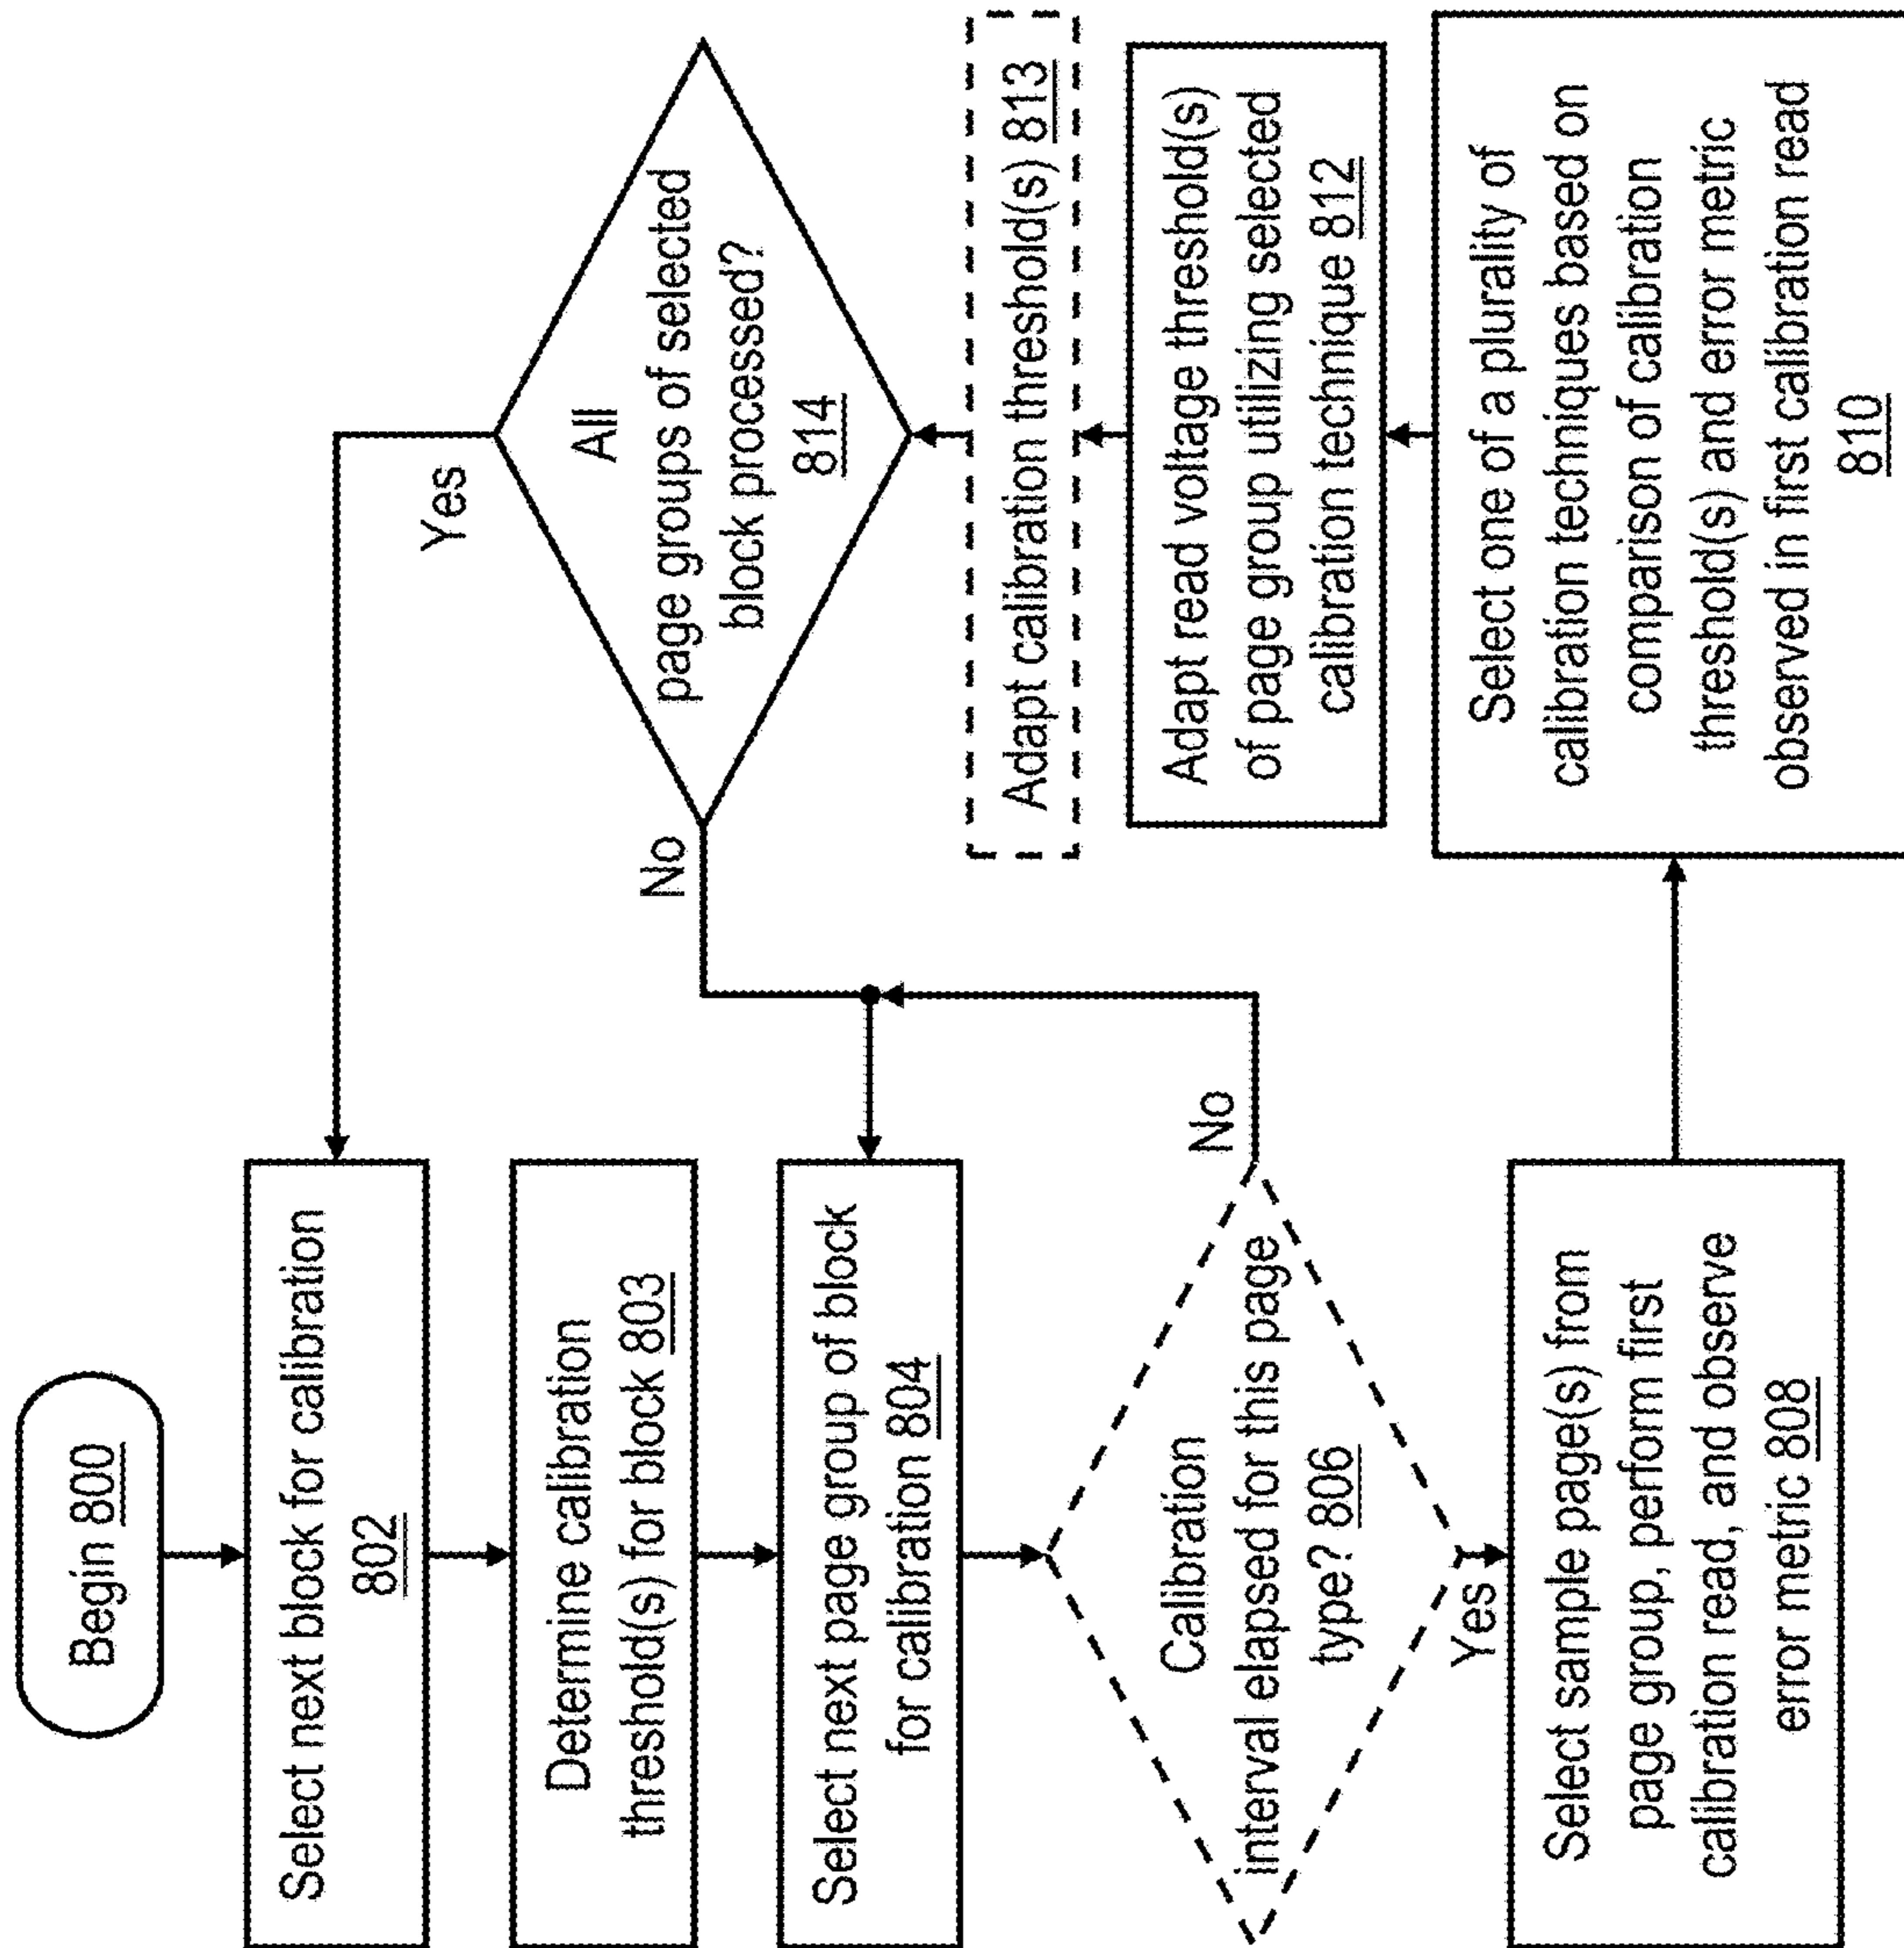 Begin 800
Select next block for calibration
802
Determine calibration
threshold(s) for block 803
Select next page group of block
for calibration 804
Calibration
interval elapsed for this page
type? 806
No
Yes
Select sample page(s) from
page group, perform first
calibration read, and observe
error metric 808
Select one of a plurality of
calibration techniques based on
comparison of calibration
threshold(s) and error metric
observed in first calibration read
810
Adapt read voltage threshold(s)
of page group utilizing selected
calibration technique 812
Adapt calibration threshold(s) 813
All
page groups of selected
block processed?
814
No
Yes